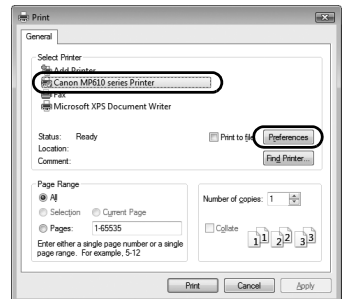 Print
General
Select Printer
Add Printer
Canon MP610 series Printer
Fax
Microsoft XPS Document Writer
Status: Ready
Print to file
Preferences
Location:
Comment:
Find Printer...
Page Range
All
Selection
Current Page
Pages:
1-65535
Enter either a single page number or a single
page range. For example, 5-12
Number of copies:
1
Collate
1 1 2 2 3 3
Print
Cancel
Apply